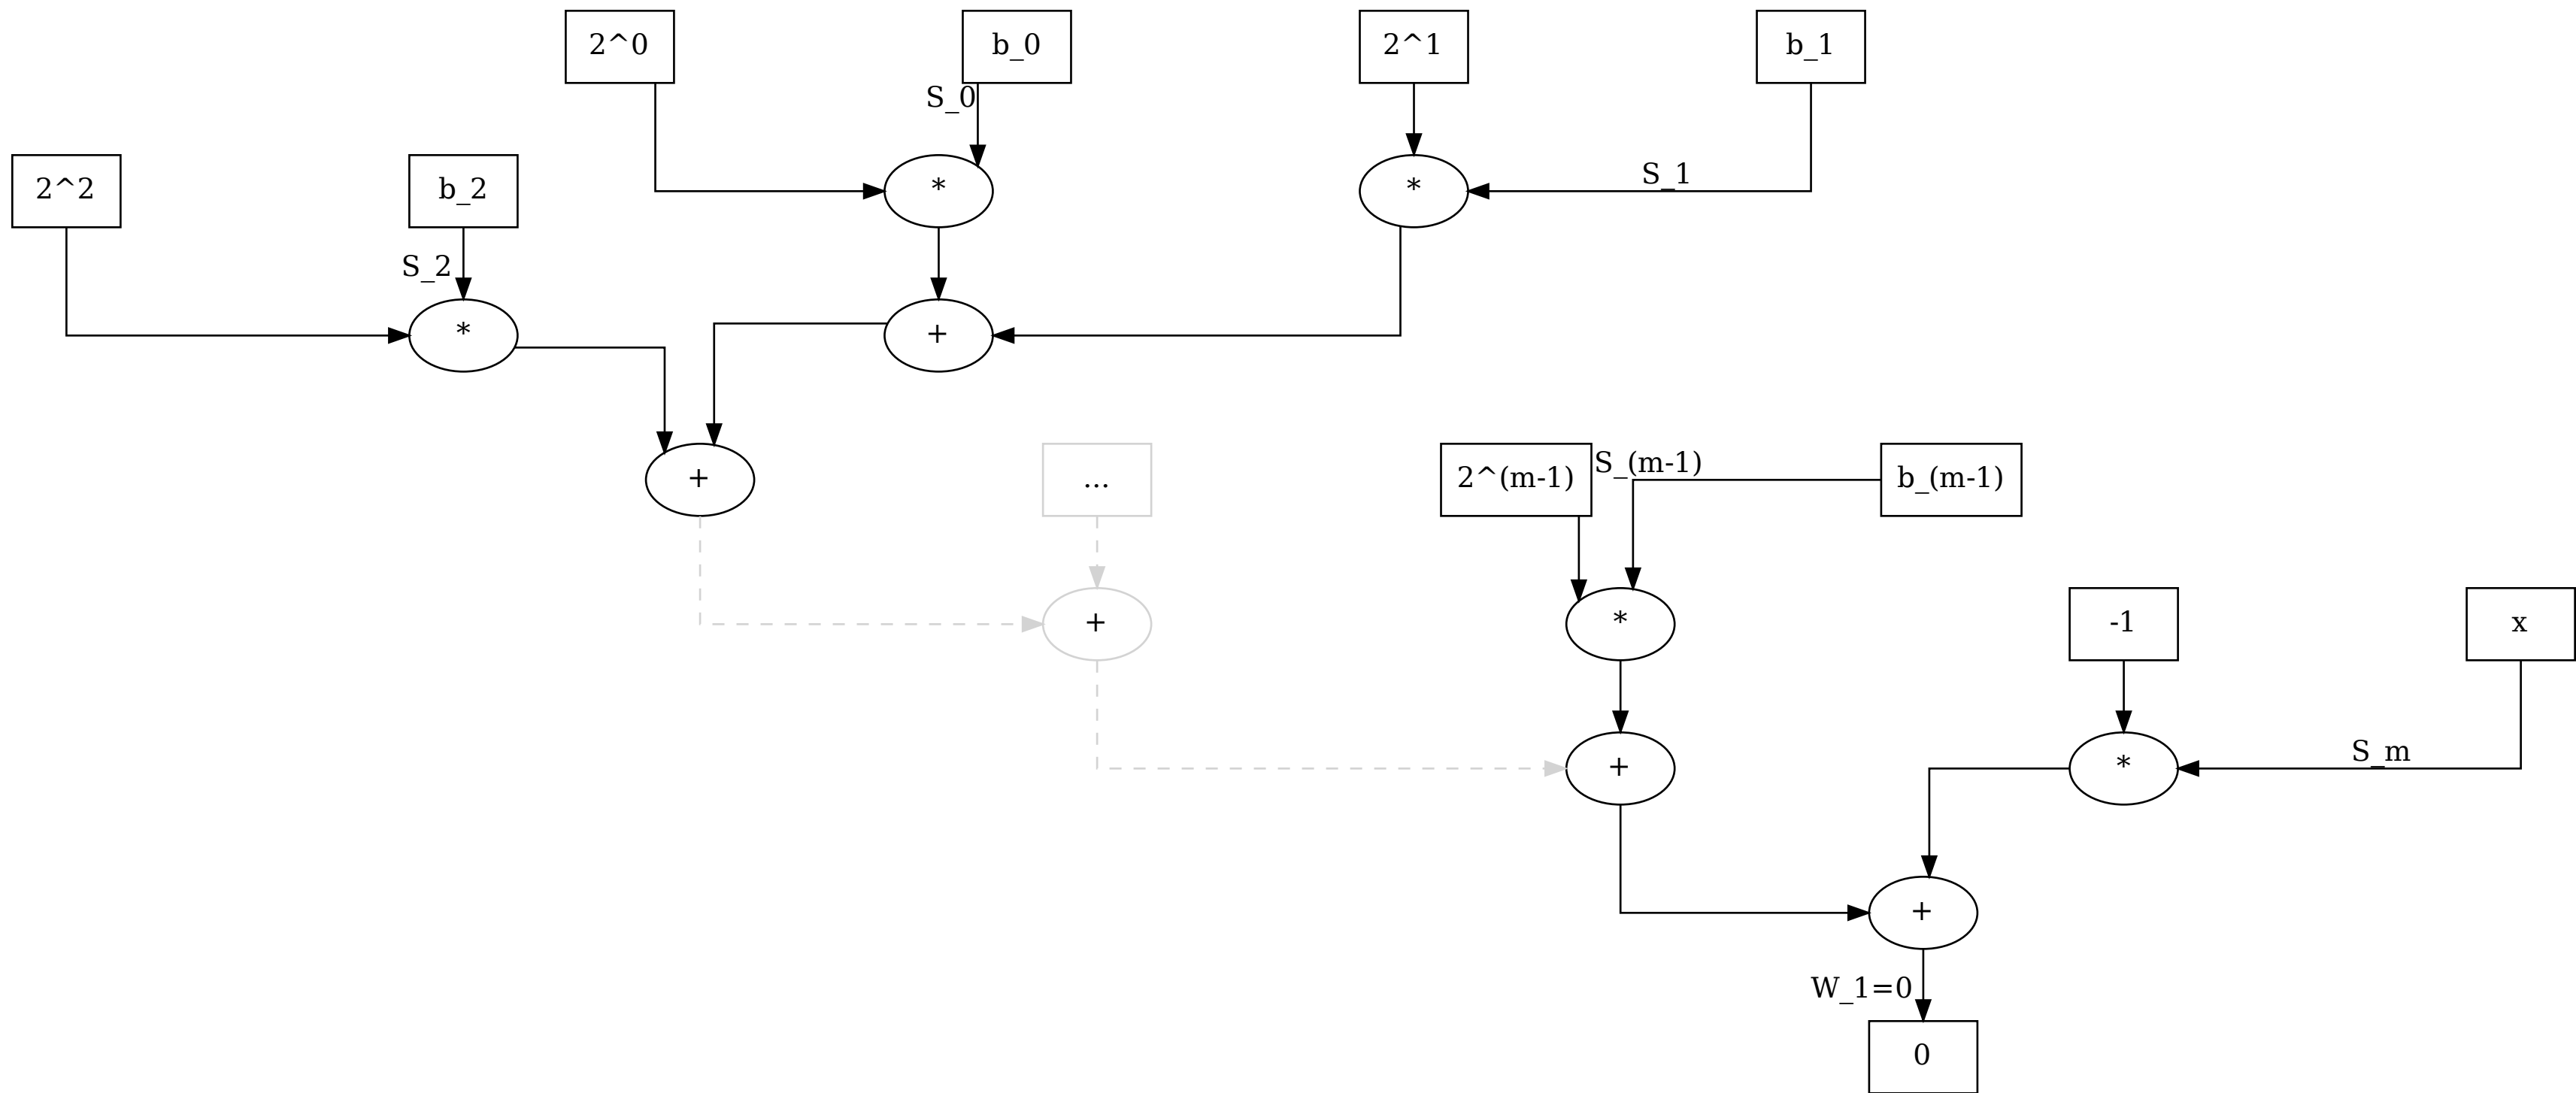 2^0
b_0
2^1
b_1
S_0
2^2
b_2
*
*
S_1
S_2
*
+
+
...
2^(m-1)
S_(m-1)
b_(m-1)
+
*
-1
x
+
*
S_m
+
W_1=0
0